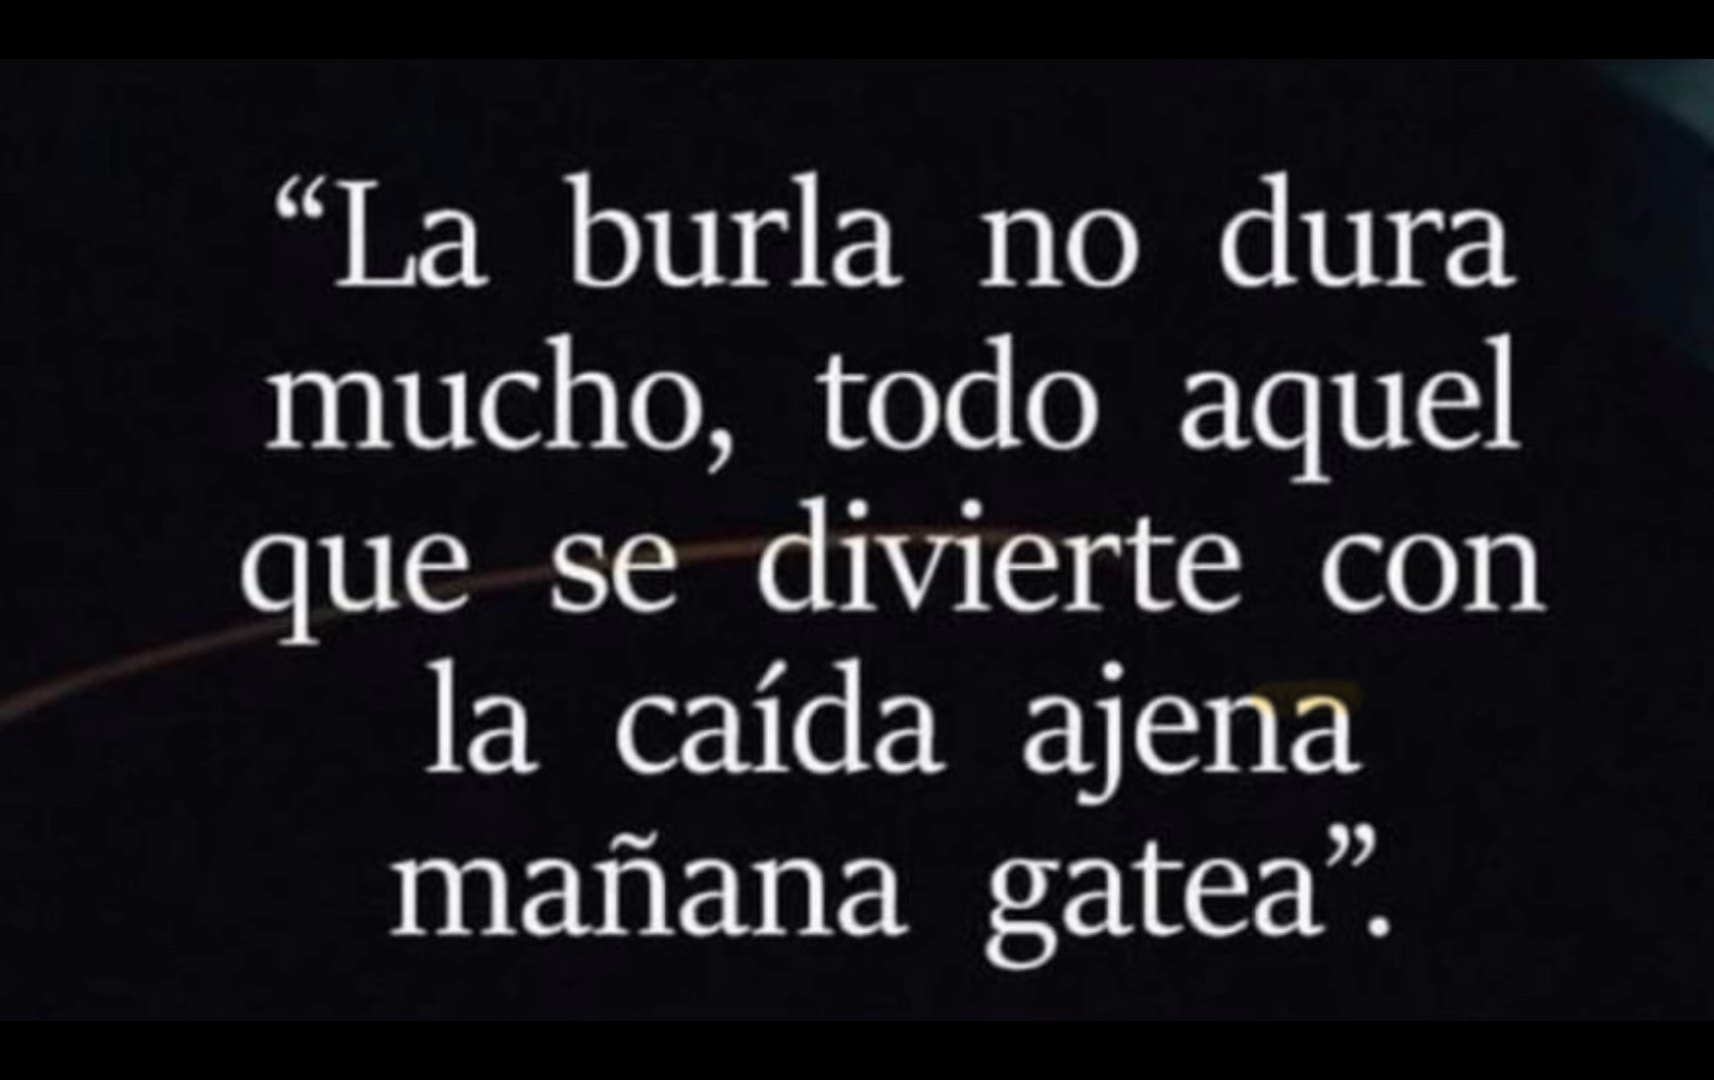 “La burla no dura
mucho, todo aquel
que se divierte con
la caída ajena
mañana gatea”.